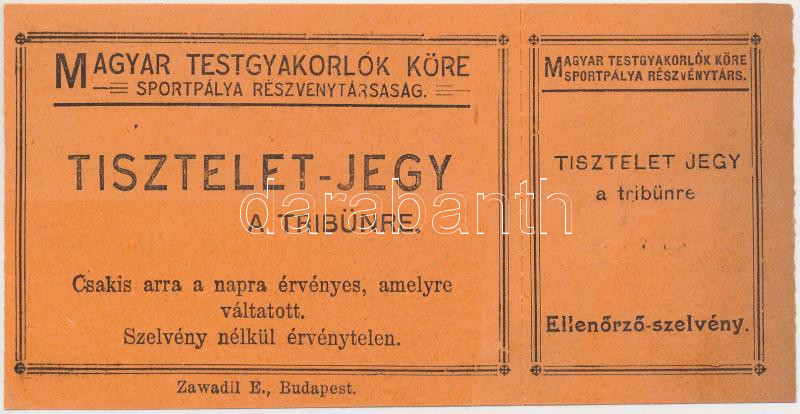 MAGYAR TESTGYAKORLÓK KÖRE
SPORTPÁLYA RÉSZVÉNYTÁRSASÁG.
TISZTELET-JEGY
A TRIBÜNRE.
Csakis arra a napra érvényes, amelyre
váltatott.
Szelvény nélkül érvénytelen.
Zawadil E., Budapest.
MAGYAR TESTGYAKORLÓK KÖRE
SPORTPÁLYA RÉSZVÉNYTÁRS.
TISZTELET JEGY
a tribünre
Ellenőrző-szelvény.
darabanth